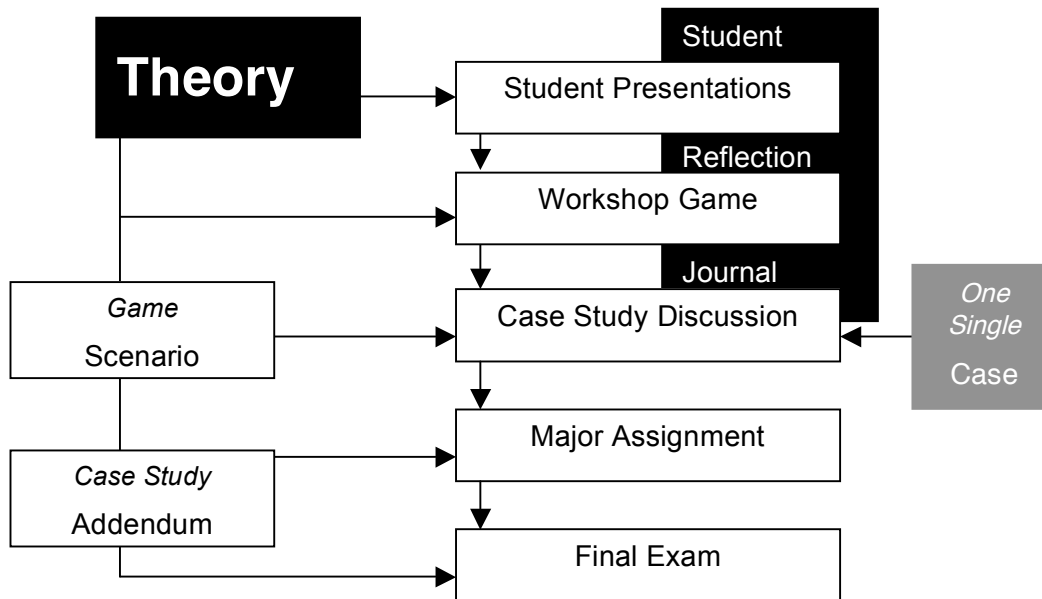 Theory
Student
Student Presentations
Reflection
Workshop Game
Journal
Case Study Discussion
Game
Scenario
One
Single
Case
Major Assignment
Case Study
Addendum
Final Exam